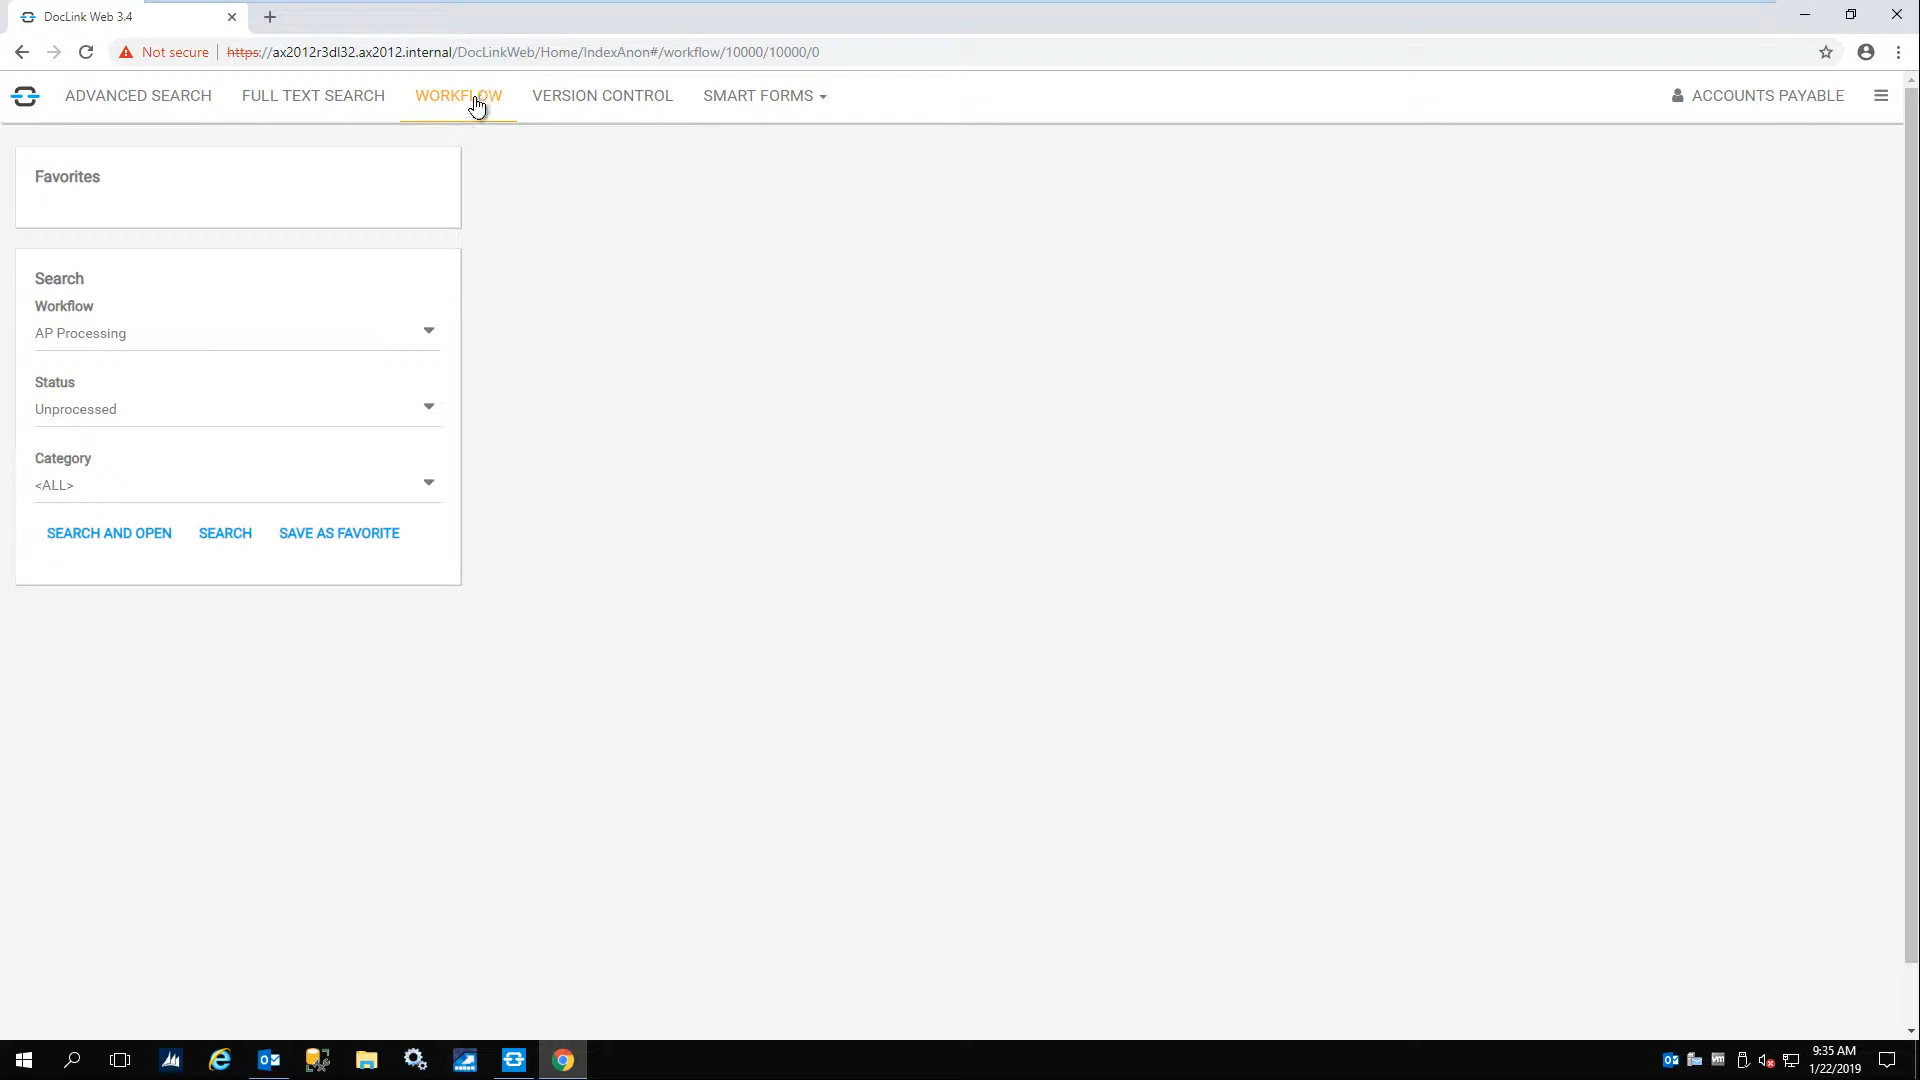 DocLink Web 3.4
Not secure | https://ax2012r3dl32.ax2012.internal/DocLinkWeb/Home/IndexAnon#/workflow/10000/10000/0
ADVANCED SEARCH FULL TEXT SEARCH WORKFLOW VERSION CONTROL SMART FORMS ACCOUNTS PAYABLE
Favorites
Search
Workflow
AP Processing
Status
Unprocessed
Category
<ALL>
SEARCH AND OPEN SEARCH SAVE AS FAVORITE
9:35 AM
1/22/2019